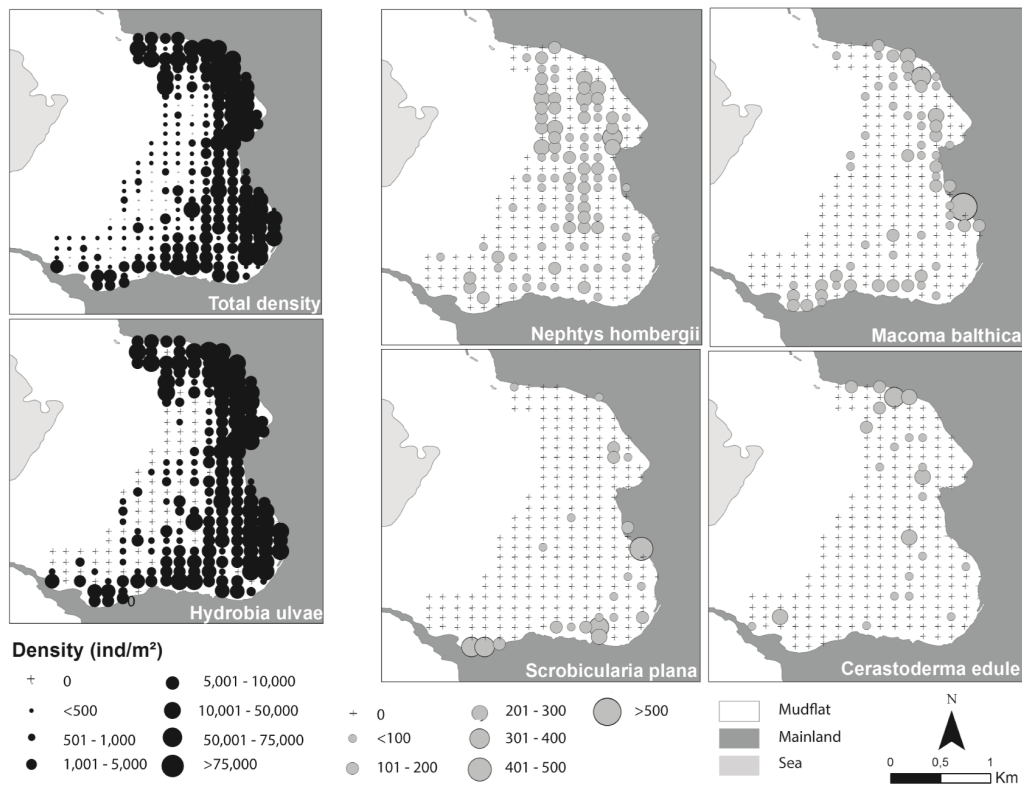 Total density
Nephtys hombergii
Macoma balthica
Hydrobia ulvae
0
Scrobicularia plana
Cerastoderma edule
Density (ind/m²)
0
<500
501 - 1,000
1,001 - 5,000
5,001 - 10,000
10,001 - 50,000
50,001 - 75,000
>75,000
0
<100
101 - 200
201 - 300
301 - 400
401 - 500
>500
Mudflat
Mainland
Sea
N
0 0,5 1
Km